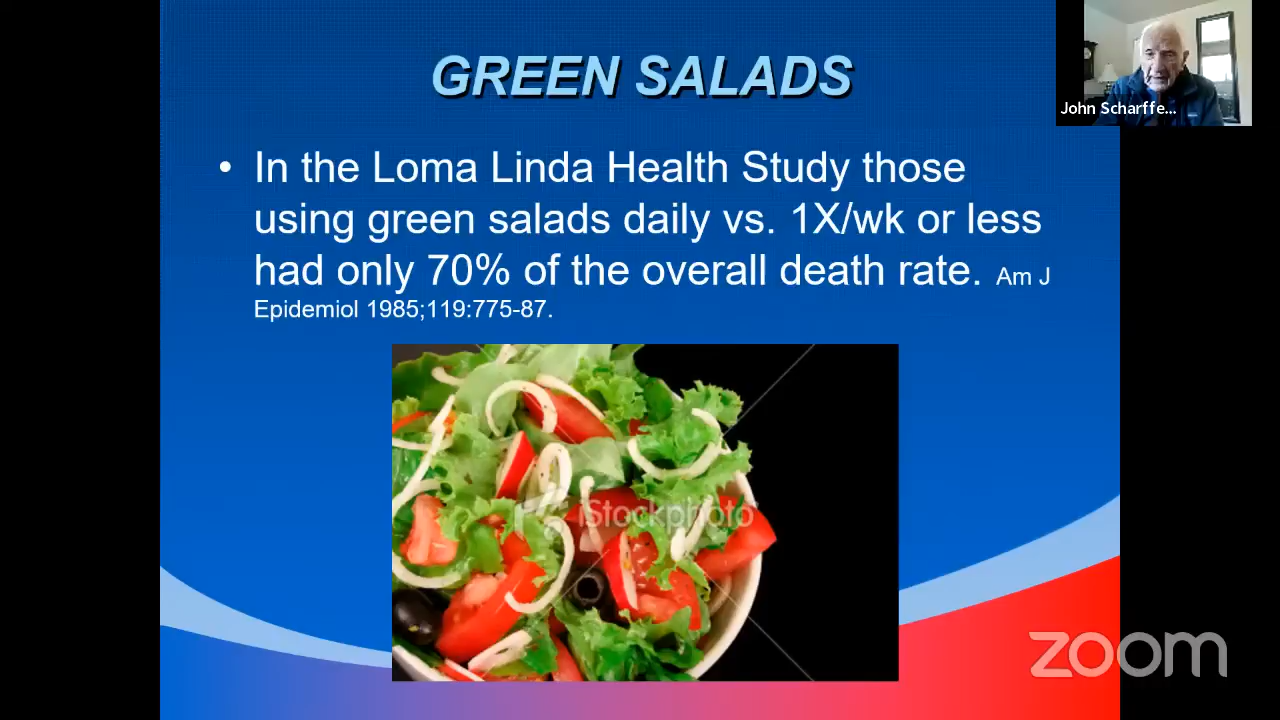 GREEN SALADS
John Scharffe...
• In the Loma Linda Health Study those
using green salads daily vs. 1X/wk or less
had only 70% of the overall death rate. Am J
Epidemiol 1985;119:775-87.
iStockphoto
zoom